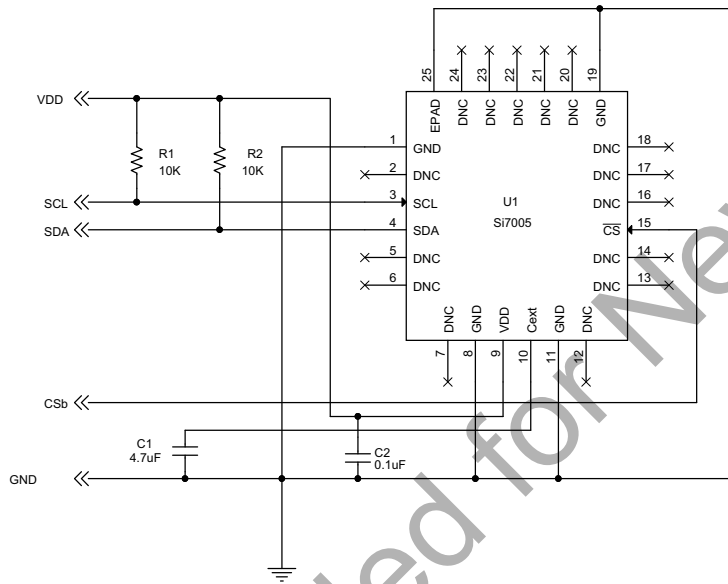 25
24
23
22
21
20
19
EPAD
DNC
DNC
DNC
DNC
DNC
GND
VDD
R1
10K
R2
10K
SCL
SDA
1
GND
2
DNC
3
SCL
4
SDA
5
DNC
6
DNC
U1
Si7005
DNC
18
DNC
17
DNC
16
CS
15
DNC
14
DNC
13
DNC
GND
VDD
Cext
GND
DNC
7
8
9
10
11
12
CSb
C1
4.7uF
C2
0.1uF
GND
for Ne